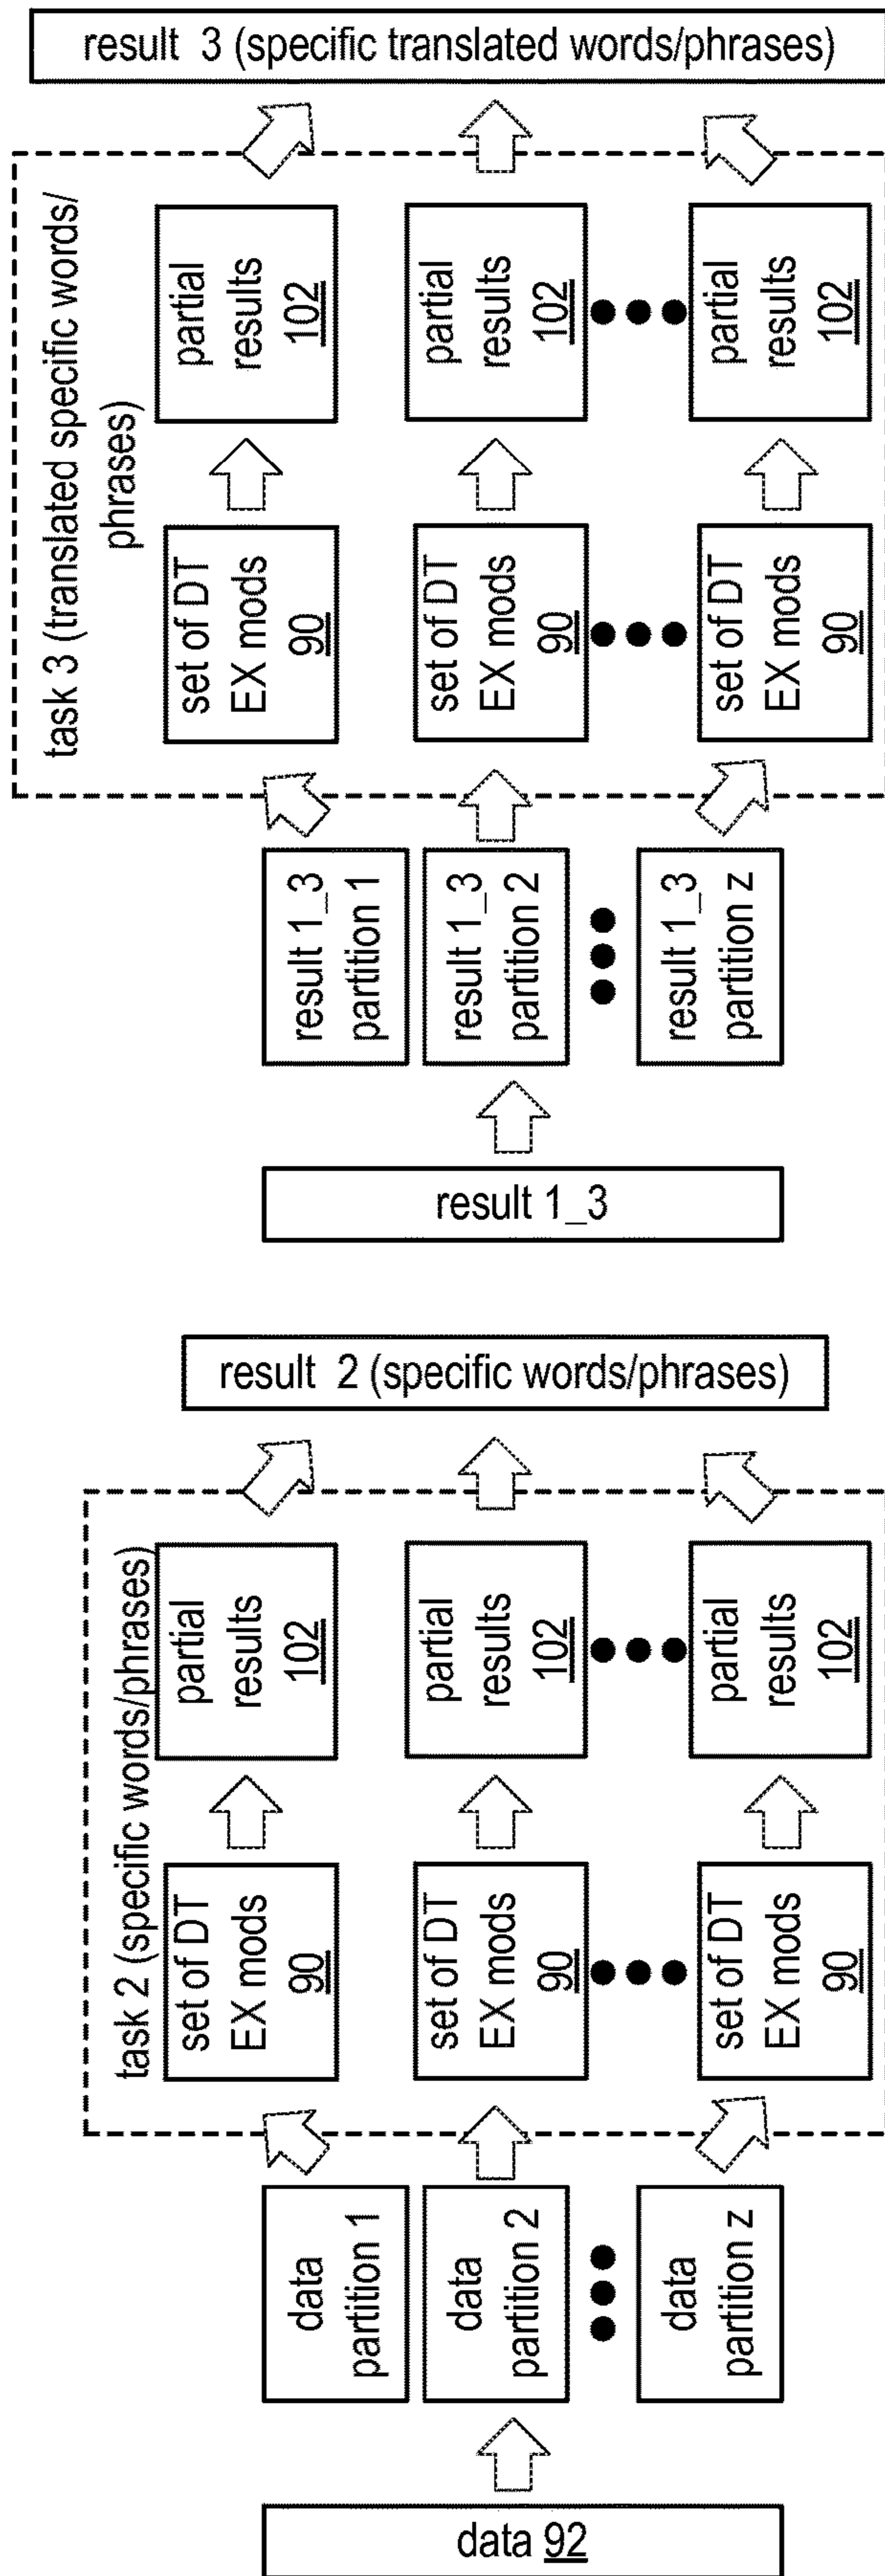 data 92
data
partition 1
data
partition 2
data
partition z
task 2 (specific words/phrases)
set of DT
EX mods
90
set of DT
EX mods
90
set of DT
EX mods
90
partial
results
102
partial
results
102
partial
results
102
result 2 (specific words/phrases)
result 1_3
result 1_3
partition 1
result 1_3
partition 2
result 1_3
partition z
task 3 (translated specific words/
phrases)
set of DT
EX mods
90
set of DT
EX mods
90
set of DT
EX mods
90
partial
results
102
partial
results
102
partial
results
102
result 3 (specific translated words/phrases)